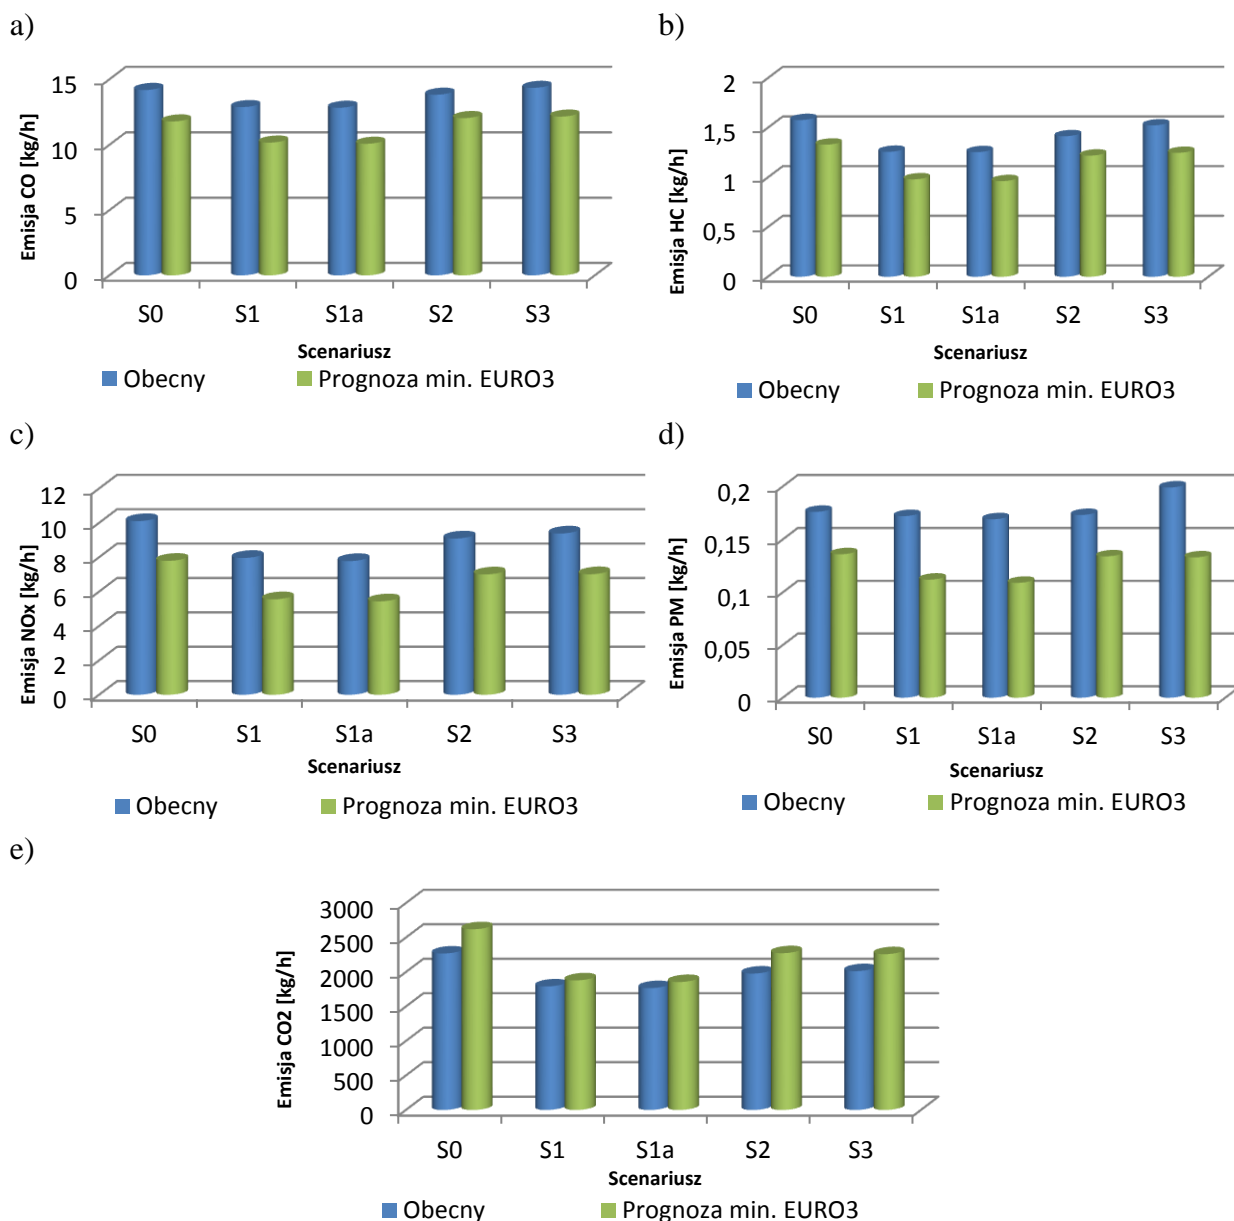 a)
Emisja CO [kg/h]
15
10
5
0
S0 S1 S1a S2 S3
Scenariusz
Obecny Prognoza min. EURO3
b)
Emisja HC [kg/h]
2
1,5
1
0,5
0
S0 S1 S1a S2 S3
Scenariusz
Obecny Prognoza min. EURO3
c)
Emisja NOx [kg/h]
12
10
8
6
4
2
0
S0 S1 S1a S2 S3
Scenariusz
Obecny Prognoza min. EURO3
d)
Emisja PM [kg/h]
0,2
0,15
0,1
0,05
0
S0 S1 S1a S2 S3
Scenariusz
Obecny Prognoza min. EURO3
e)
Emisja CO2 [kg/h]
3000
2500
2000
1500
1000
500
0
S0 S1 S1a S2 S3
Scenariusz
Obecny Prognoza min. EURO3